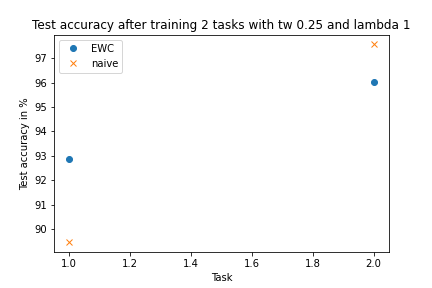 Test accuracy after training 2 tasks with tw 0.25 and lambda 1
EWC
naive
Test accuracy in %
97
96
95
94
93
92
91
90
1.0 1.2 1.4 1.6 1.8 2.0
Task